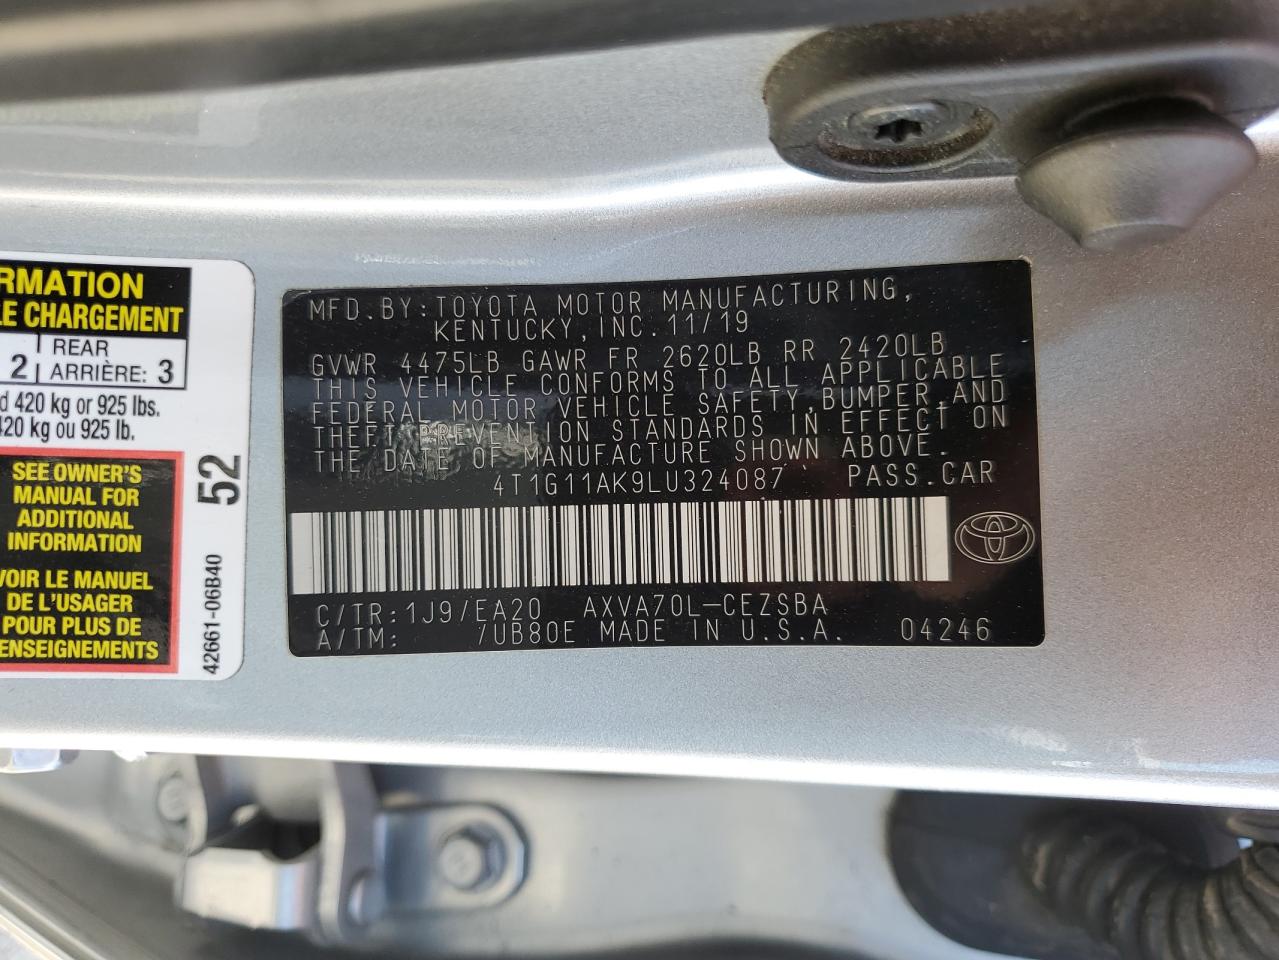 RMATION
LE CHARGEMENT
2 REAR
ARRIÈRE: 3
d 420 kg or 925 lbs.
420 kg ou 925 lb.
SEE OWNER'S
MANUAL FOR
ADDITIONAL
INFORMATION
VOIR LE MANUEL
DE L'USAGER
POUR PLUS DE
ENSEIGNEMENTS
52
42661-06B40
MFD.BY:TOYOTA MOTOR MANUFACTURING,
KENTUCKY,INC.11/19
GVWR 4475LB GAWR FR 2620LB RR 2420LB
THIS VEHICLE CONFORMS TO ALL APPLICABLE
FEDERAL MOTOR VEHICLE SAFETY,BUMPER,AND
THEFT PREVENTION STANDARDS IN EFFECT ON
THE DATE OF MANUFACTURE SHOWN ABOVE.
4T1G11AK9LU324087 PASS.CAR
C/TR:1J9/EA20 AXVA70L-CEZSBA
A/TM: /UB80E MADE IN U.S.A. 04246